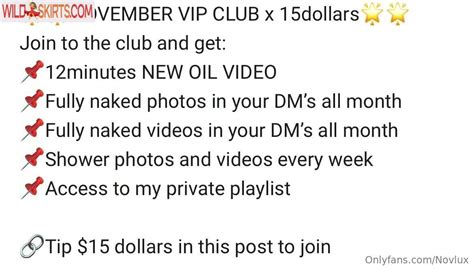 WILDSKIRTS.COM
NOVEMBER VIP CLUB x 15dollars🌟🌟
Join to the club and get:
📌12minutes NEW OIL VIDEO
📌Fully naked photos in your DM’s all month
📌Fully naked videos in your DM’s all month
📌Shower photos and videos every week
📌Access to my private playlist
🔗Tip $15 dollars in this post to join
Onlyfans.com/Novlux